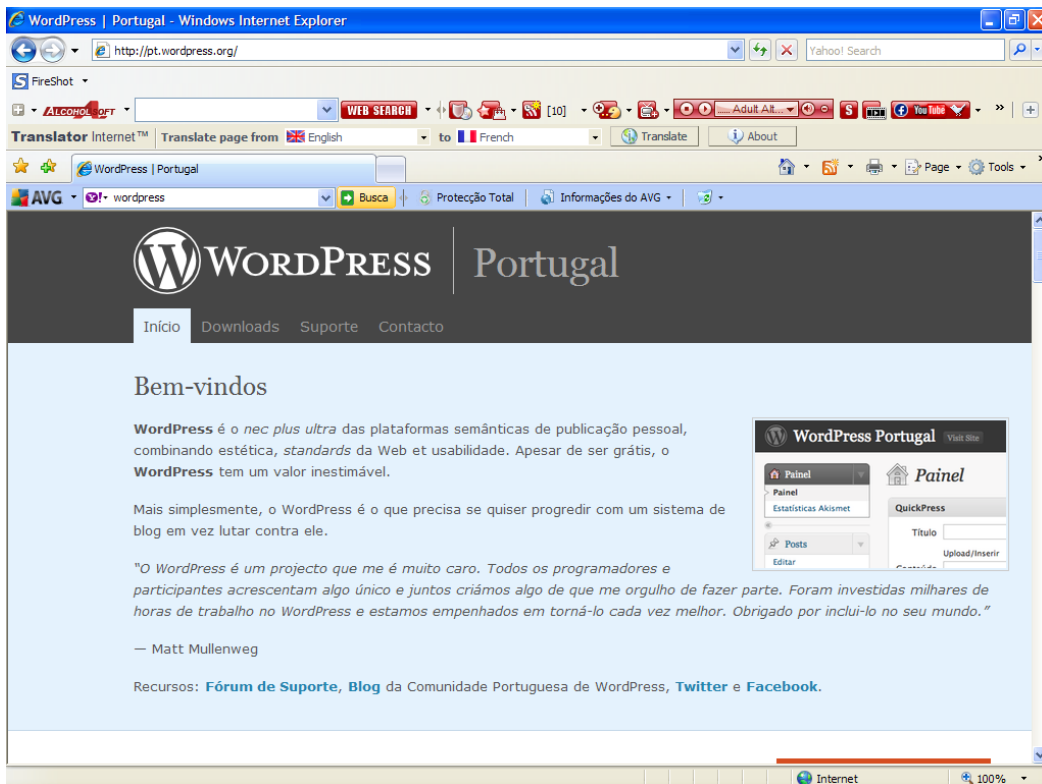 WordPress | Portugal - Windows Internet Explorer
http://pt.wordpress.org/
Yahoo! Search
FireShot
ALCOHOL SOFT WEB SEARCH [10] Adult Alt... S YouTube »
Translator Internet™ Translate page from English to French Translate About
WordPress | Portugal Page Tools
AVG Y! wordpress Busca Protecção Total Informações do AVG
WORDPRESS Portugal
Início Downloads Suporte Contacto
Bem-vindos
WordPress é o nec plus ultra das plataformas semânticas de publicação pessoal,
combinando estética, standards da Web et usabilidade. Apesar de ser grátis, o
WordPress tem um valor inestimável.
Mais simplesmente, o WordPress é o que precisa se quiser progredir com um sistema de
blog em vez lutar contra ele.
"O WordPress é um projecto que me é muito caro. Todos os programadores e
participantes acrescentam algo único e juntos criámos algo de que me orgulho de fazer parte. Foram investidas milhares de
horas de trabalho no WordPress e estamos empenhados em torná-lo cada vez melhor. Obrigado por inclui-lo no seu mundo."
— Matt Mullenweg
Recursos: Fórum de Suporte, Blog da Comunidade Portuguesa de WordPress, Twitter e Facebook.
WordPress Portugal Visit Site
Painel
Painel
Painel
Estatísticas Akismet
QuickPress
Título
Posts
Upload/Inserir
Editar
Internet 100%